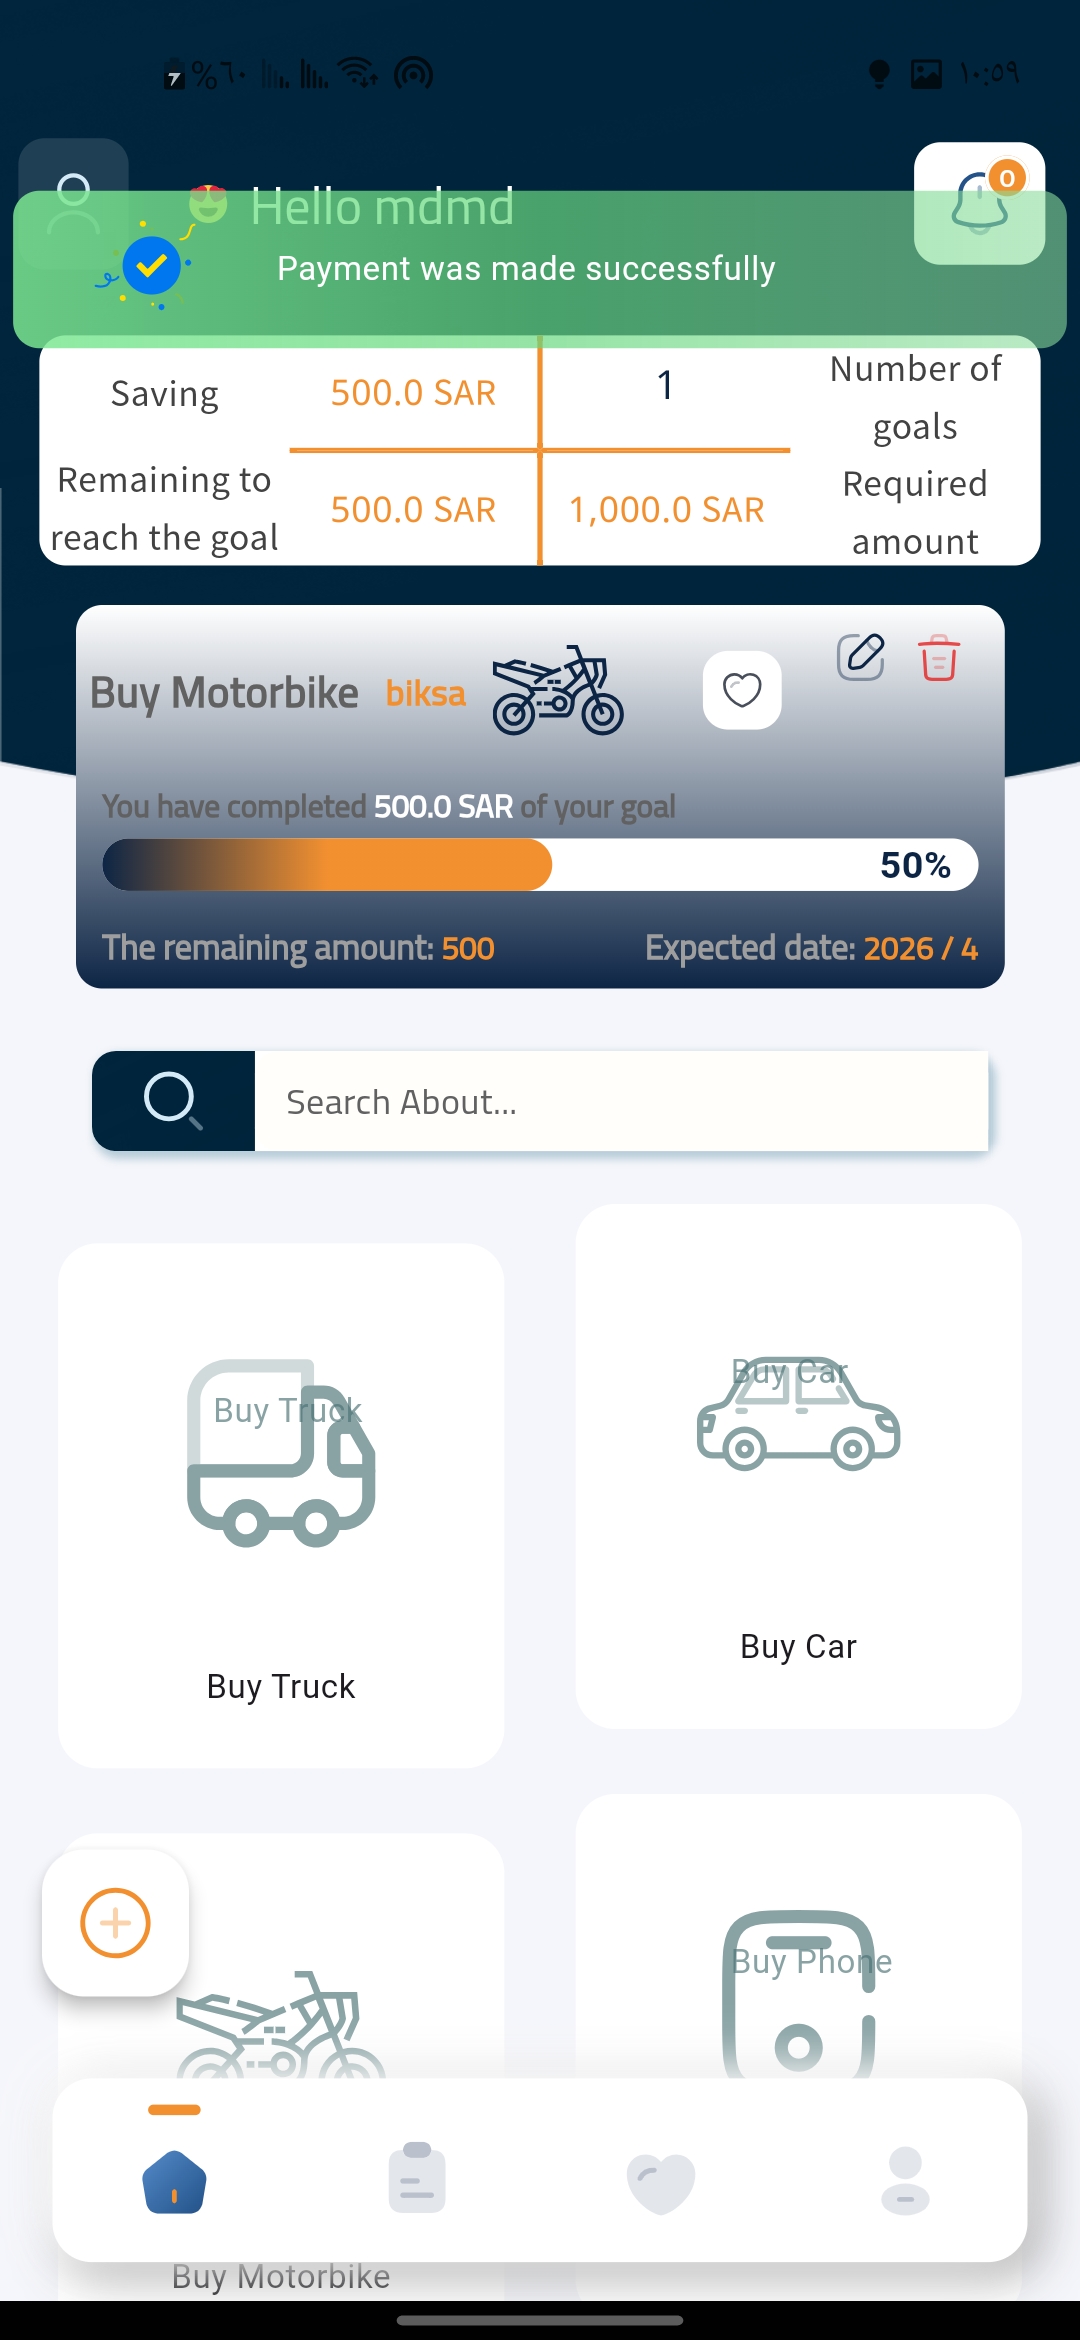 %٦٠
١٠:٥٩
Hello mdmd
0
Payment was made successfully
Saving
500.0 SAR
1
Number of
goals
Remaining to
reach the goal
500.0 SAR
1,000.0 SAR
Required
amount
Buy Motorbike
biksa
You have completed 500.0 SAR of your goal
50%
The remaining amount: 500
Expected date: 2026 / 4
Search About...
Buy Truck
Buy Car
Buy Truck
Buy Car
Buy Phone
Buy Motorbike